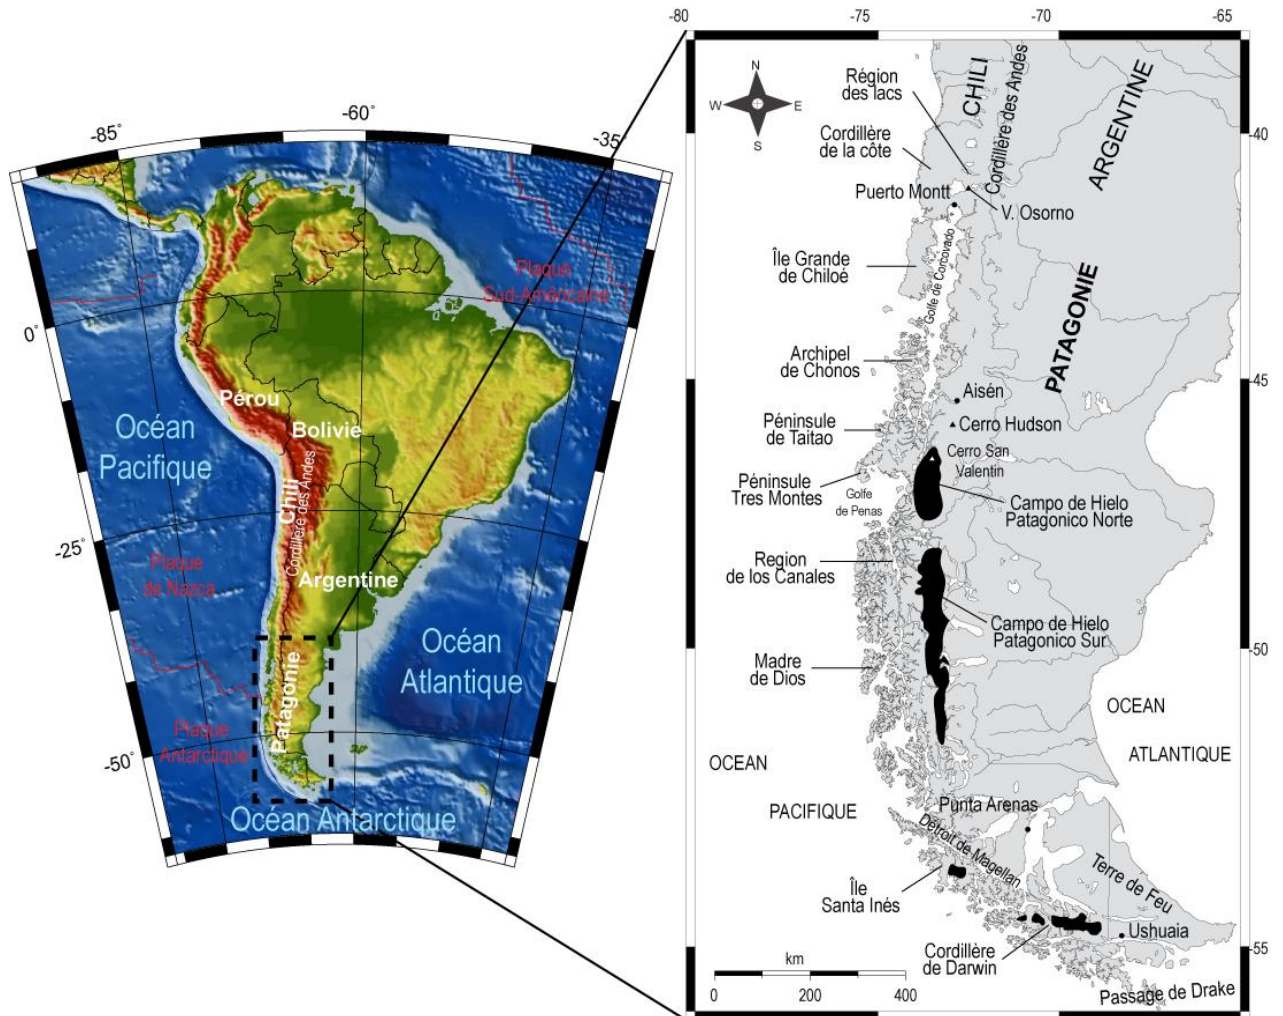 -85°
-60°
-35°
0°
-25°
-50°
Plaque
Sud-Américaine
Pérou
Océan
Pacifique
Bolivie
Chili
Cordillère des Andes
Plaque
de Nazca
Argentine
Océan
Atlantique
Patagonie
Plaque
Antarctique
Océan Antarctique
-80
-75
-70
-65
-40
-45
-50
-55
N
W
E
S
Région
des lacs
CHILI
Cordillère des Andes
ARGENTINE
Cordillère
de la côte
Puerto Montt
V. Osorno
Île Grande
de Chiloé
Golfe de Corcovado
PATAGONIE
Archipel
de Chonos
Aisén
Péninsule
de Taitao
Cerro Hudson
Cerro San
Valentin
Péninsule
Tres Montes
Golfe
de Penas
Campo de Hielo
Patagonico Norte
Region
de los Canales
Campo de Hielo
Patagonico Sur
Madre
de Dios
OCEAN
ATLANTIQUE
OCEAN
PACIFIQUE
Punta Arenas
Détroit de Magellan
Île
Santa Inés
Terre de Feu
Ushuaia
Cordillère
de Darwin
Passage de Drake
km
0
200
400